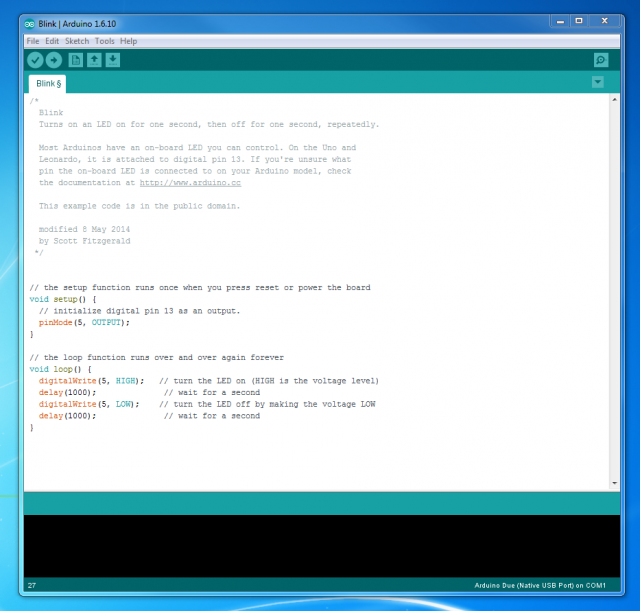 Blink | Arduino 1.6.10
File Edit Sketch Tools Help
Blink §
/*
Blink
Turns on an LED on for one second, then off for one second, repeatedly.
Most Arduinos have an on-board LED you can control. On the Uno and
Leonardo, it is attached to digital pin 13. If you're unsure what
pin the on-board LED is connected to on your Arduino model, check
the documentation at http://www.arduino.cc
This example code is in the public domain.
modified 8 May 2014
by Scott Fitzgerald
*/
// the setup function runs once when you press reset or power the board
void setup() {
// initialize digital pin 13 as an output.
pinMode(5, OUTPUT);
}
// the loop function runs over and over again forever
void loop() {
digitalWrite(5, HIGH); // turn the LED on (HIGH is the voltage level)
delay(1000); // wait for a second
digitalWrite(5, LOW); // turn the LED off by making the voltage LOW
delay(1000); // wait for a second
}
27 Arduino Due (Native USB Port) on COM1